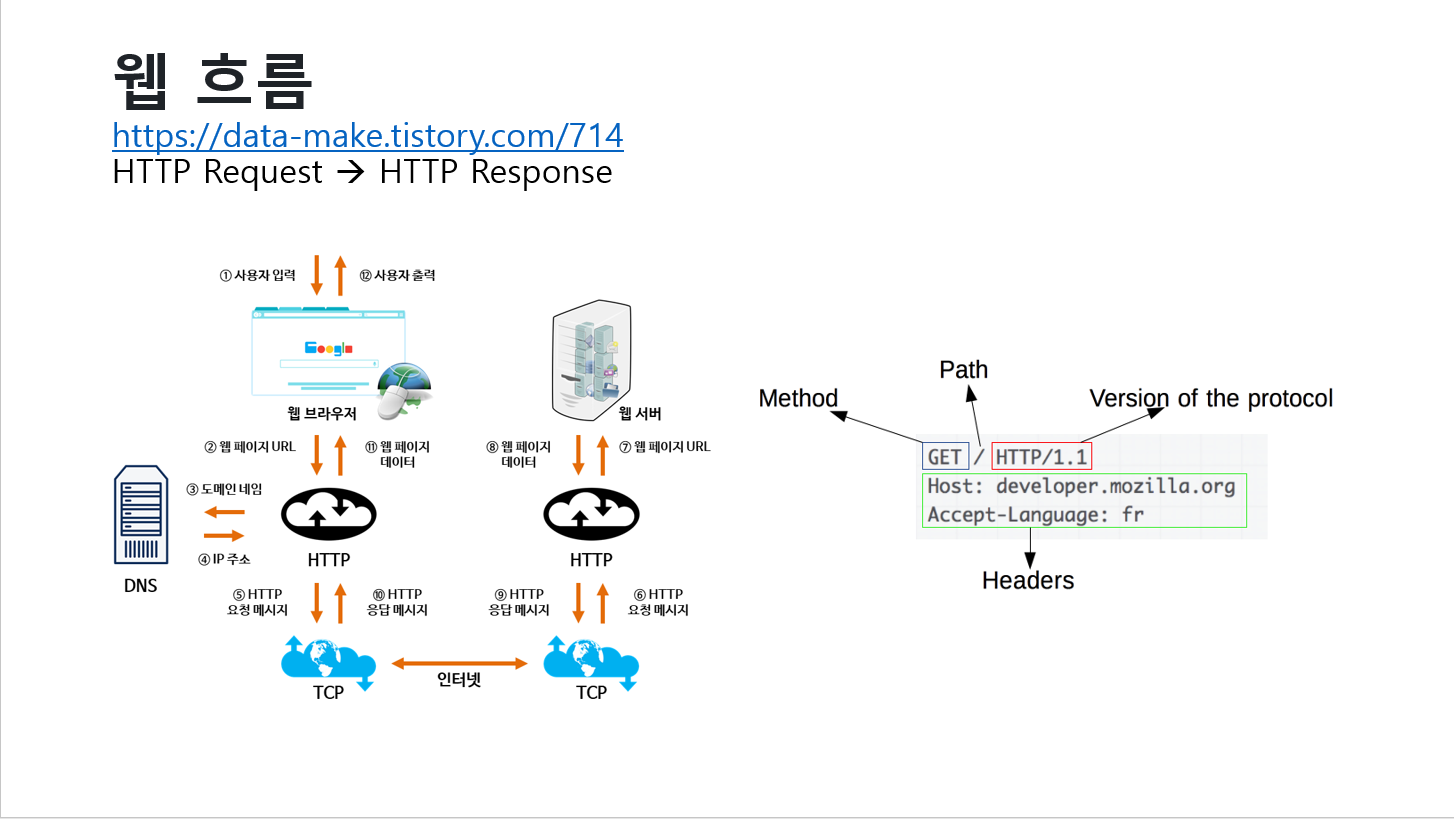 웹 흐름
https://data-make.tistory.com/714
HTTP Request → HTTP Response
① 사용자 입력
⑫ 사용자 출력
Google
웹 브라우저
웹 서버
② 웹 페이지 URL
⑪ 웹 페이지
데이터
⑧ 웹 페이지
데이터
⑦ 웹 페이지 URL
③ 도메인 네임
④ IP 주소
DNS
HTTP
HTTP
⑤ HTTP
요청 메시지
⑩ HTTP
응답 메시지
⑨ HTTP
응답 메시지
⑥ HTTP
요청 메시지
TCP
인터넷
TCP
Path
Method
Version of the protocol
GET / HTTP/1.1
Host: developer.mozilla.org
Accept-Language: fr
Headers